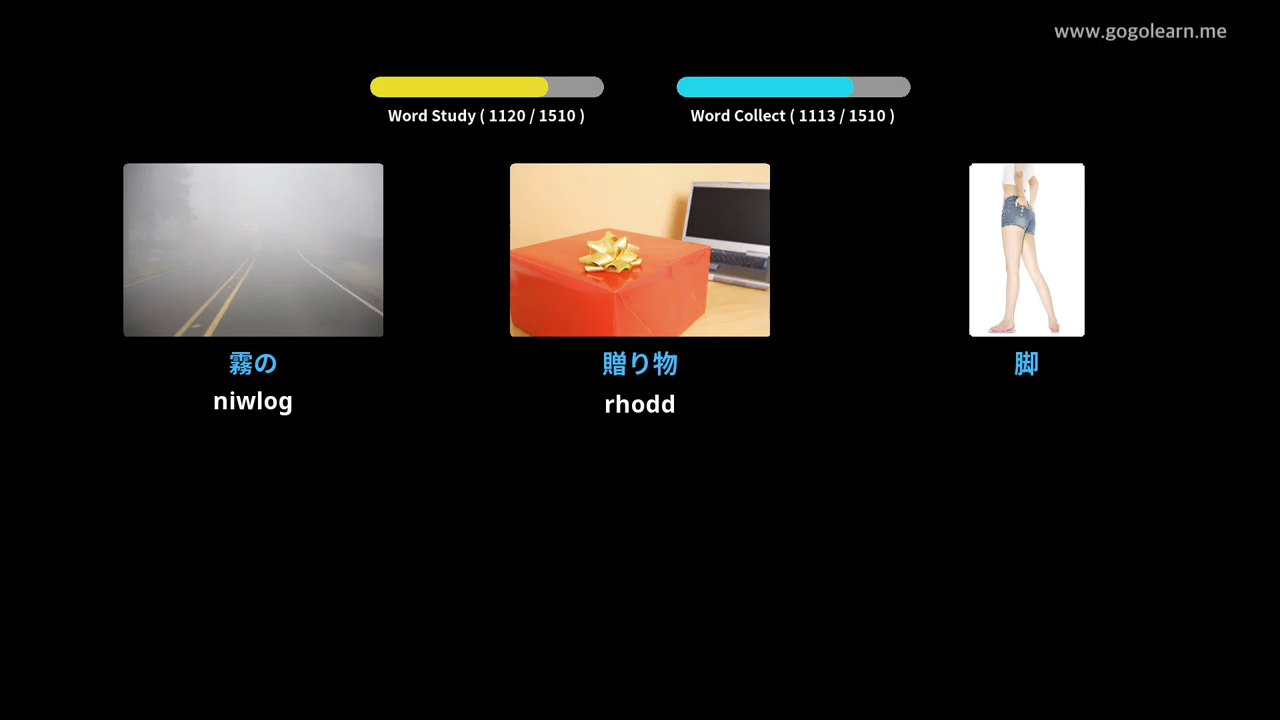 www.gogolearn.me
Word Study ( 1120 / 1510 )
Word Collect ( 1113 / 1510 )
霧の
贈り物
脚
niwlog
rhodd